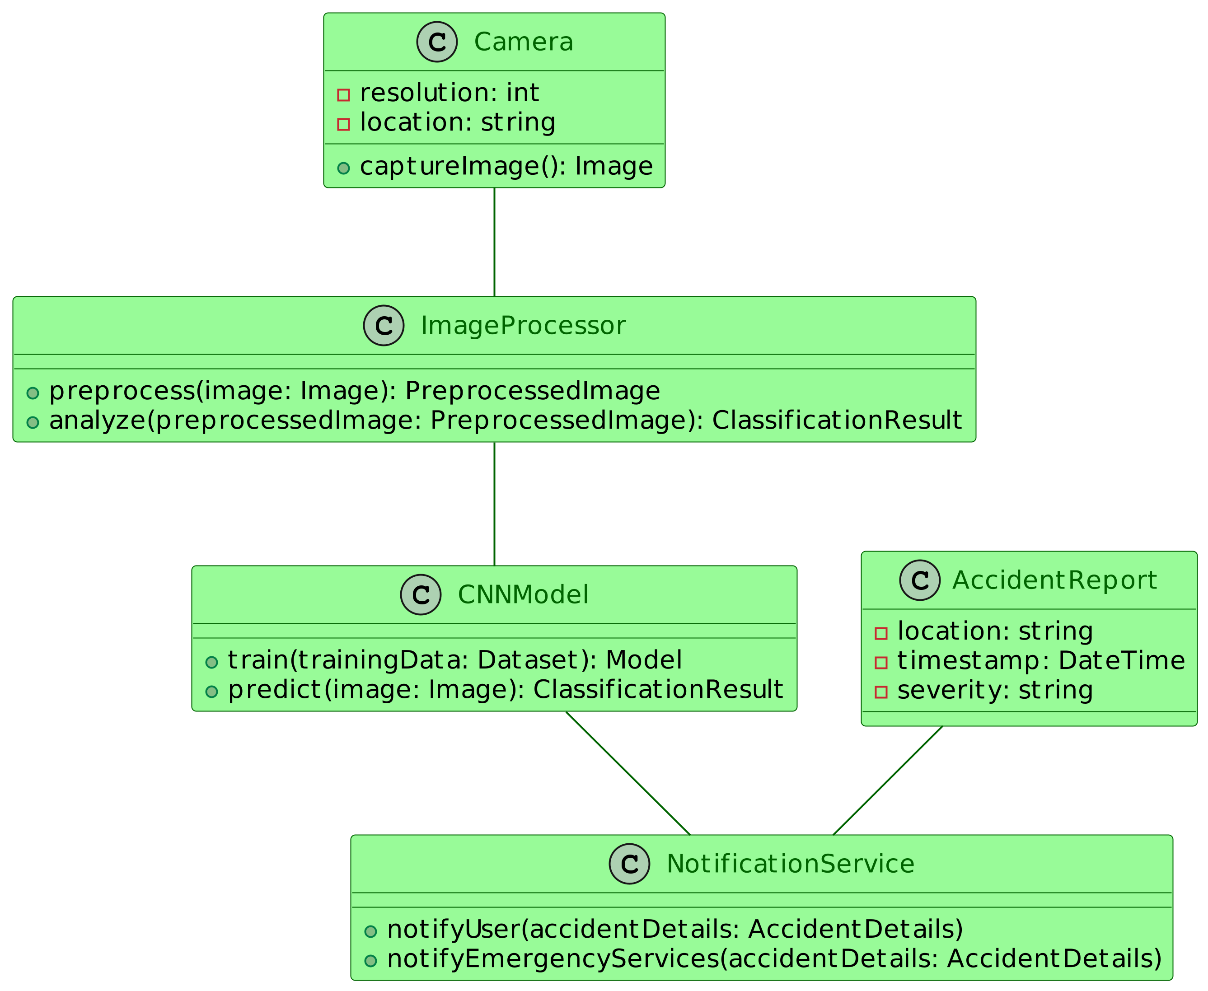 C Camera
resolution: int
location: string
captureImage(): Image
C ImageProcessor
preprocess(image: Image): PreprocessedImage
analyze(preprocessedImage: PreprocessedImage): ClassificationResult
C CNNModel
train(trainingData: Dataset): Model
predict(image: Image): ClassificationResult
C AccidentReport
location: string
timestamp: DateTime
severity: string
C NotificationService
notifyUser(accidentDetails: AccidentDetails)
notifyEmergencyServices(accidentDetails: AccidentDetails)